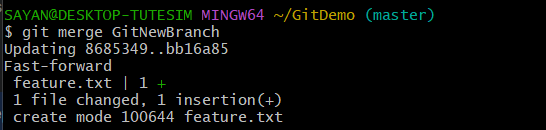 SAYAN@DESKTOP-TUTESIM MINGW64 ~/GitDemo (master)
$ git merge GitNewBranch
Updating 8685349..bb16a85
Fast-forward
 feature.txt | 1 +
 1 file changed, 1 insertion(+)
 create mode 100644 feature.txt